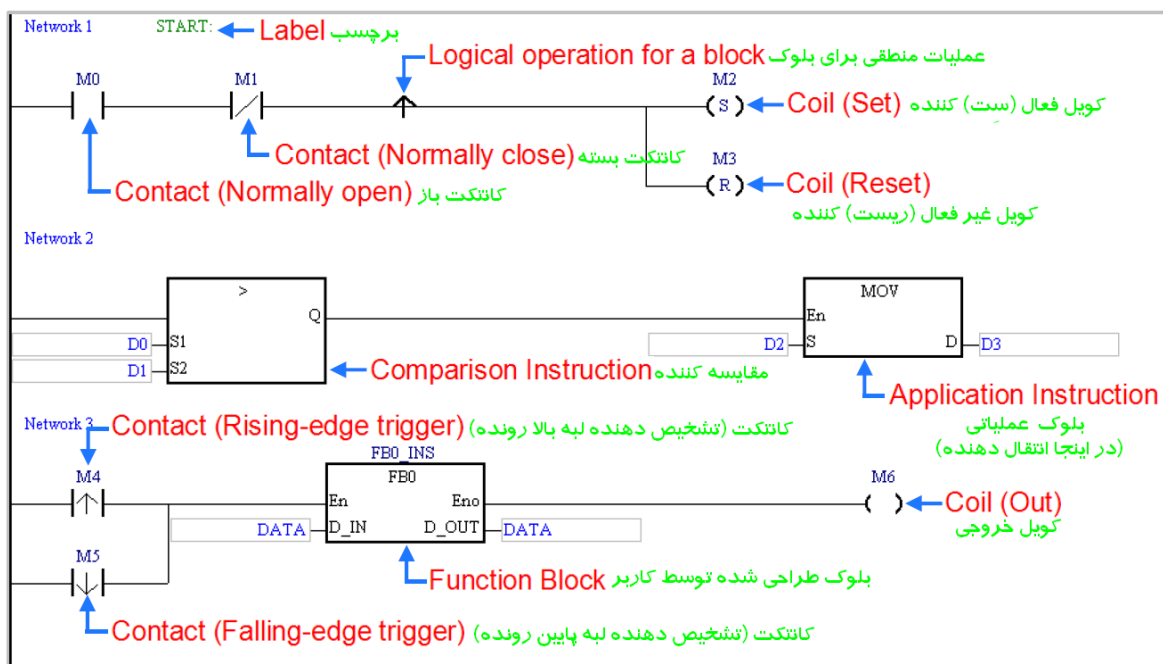 Network 1
START:
Label برچسب
Logical operation for a block عملیات منطقی برای بلوک
M0
M1
M2
S
Coil (Set) کویل فعال (سِت) کننده
Contact (Normally close) کانتکت بسته
M3
R
Coil (Reset)
کویل غیر فعال (ریست) کننده
Contact (Normally open) کانتکت باز
Network 2
>
Q
D0 S1
D1 S2
MOV
En
D2 S
D D3
Comparison Instruction مقایسه کننده
Application Instruction
بلوک عملیاتی
(در اینجا انتقال دهنده)
Network 3
Contact (Rising-edge trigger) کانتکت (تشخیص دهنده لبه بالا رونده)
FB0_INS
M4
FB0
En
Eno
DATA D_IN
D_OUT DATA
M6
Coil (Out)
کویل خروجی
M5
Function Block بلوک طراحی شده توسط کاربر
Contact (Falling-edge trigger) کانتکت (تشخیص دهنده لبه پایین رونده)